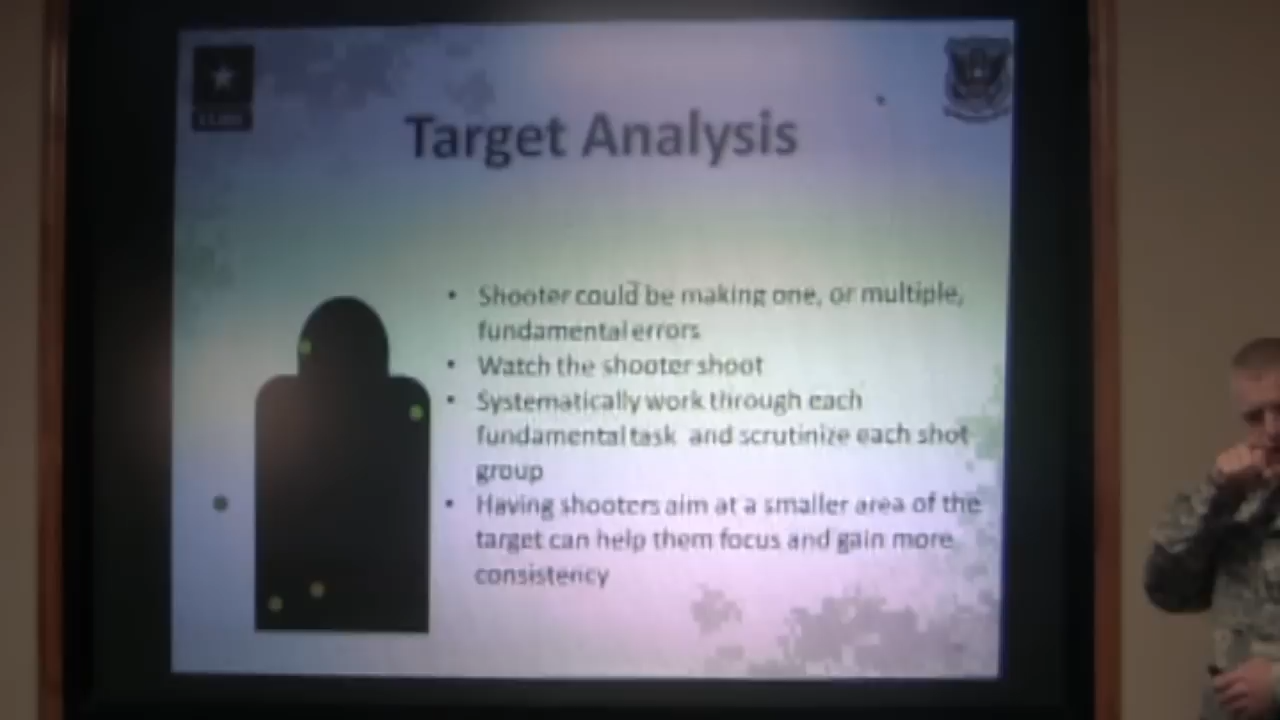 Target Analysis
• Shooter could be making one, or multiple,
fundamental errors
• Watch the shooter shoot
• Systematically work through each
fundamental task and scrutinize each shot
group
• Having shooters aim at a smaller area of the
target can help them focus and gain more
consistency